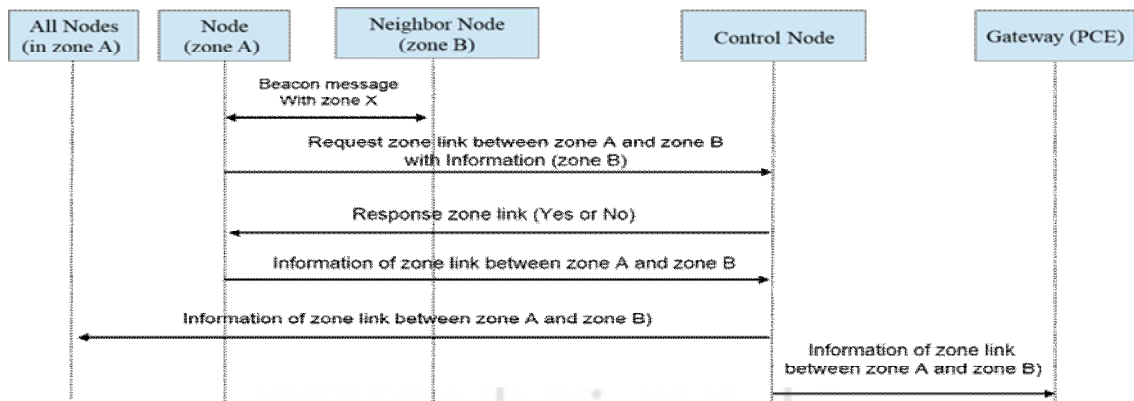 All Nodes
(in zone A)
Node
(zone A)
Neighbor Node
(zone B)
Control Node
Gateway (PCE)
Beacon message
With zone X
Request zone link between zone A and zone B
with Information (zone B)
Response zone link (Yes or No)
Information of zone link between zone A and zone B
Information of zone link between zone A and zone B)
Information of zone link
between zone A and zone B)